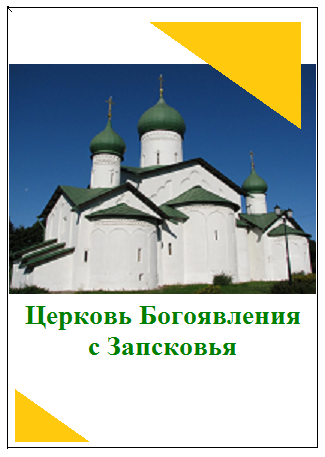 Церковь Богоявления
с Запсковья